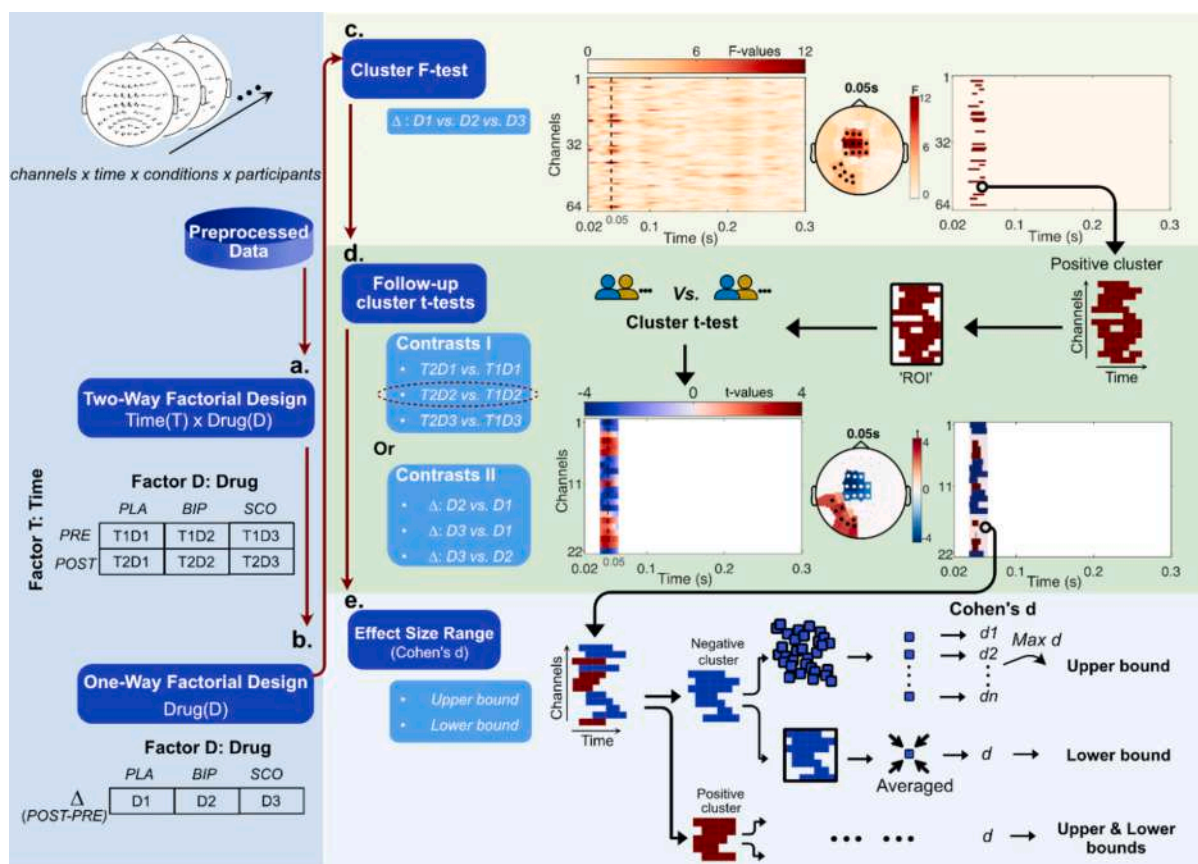 channels x time x conditions x participants
Preprocessed
Data
a.
Two-Way Factorial Design
Time(T) x Drug(D)
Factor D: Drug
Factor T: Time
PLA BIP SCO
PRE T1D1 T1D2 T1D3
POST T2D1 T2D2 T2D3
b.
One-Way Factorial Design
Drug(D)
Factor D: Drug
PLA BIP SCO
Δ D1 D2 D3
(POST-PRE)
c.
Cluster F-test
Δ : D1 vs. D2 vs. D3
0 6 F-values 12
Channels
1
32
64
0.02 0.05 0.1 0.2 0.3
Time (s)
0.05s
F
12
6
0
1
32
64
0.02 0.1 0.2 0.3
Time (s)
d.
Follow-up
cluster t-tests
Contrasts I
• T2D1 vs. T1D1
• T2D2 vs. T1D2
• T2D3 vs. T1D3
Or
Contrasts II
• Δ: D2 vs. D1
• Δ: D3 vs. D1
• Δ: D3 vs. D2
Vs.
Cluster t-test
'ROI'
Positive cluster
Channels
Time
-4 0 t-values 4
Channels
1
11
22
0.02 0.05 0.1 0.2 0.3
Time (s)
0.05s
t
4
0
-4
1
11
22
0.02 0.1 0.2 0.3
Time (s)
e.
Effect Size Range
(Cohen's d)
• Upper bound
• Lower bound
Channels
Time
Negative
cluster
Cohen's d
d1
d2
dn
Max d
Upper bound
Averaged
d
Lower bound
Positive
cluster
d
Upper & Lower
bounds